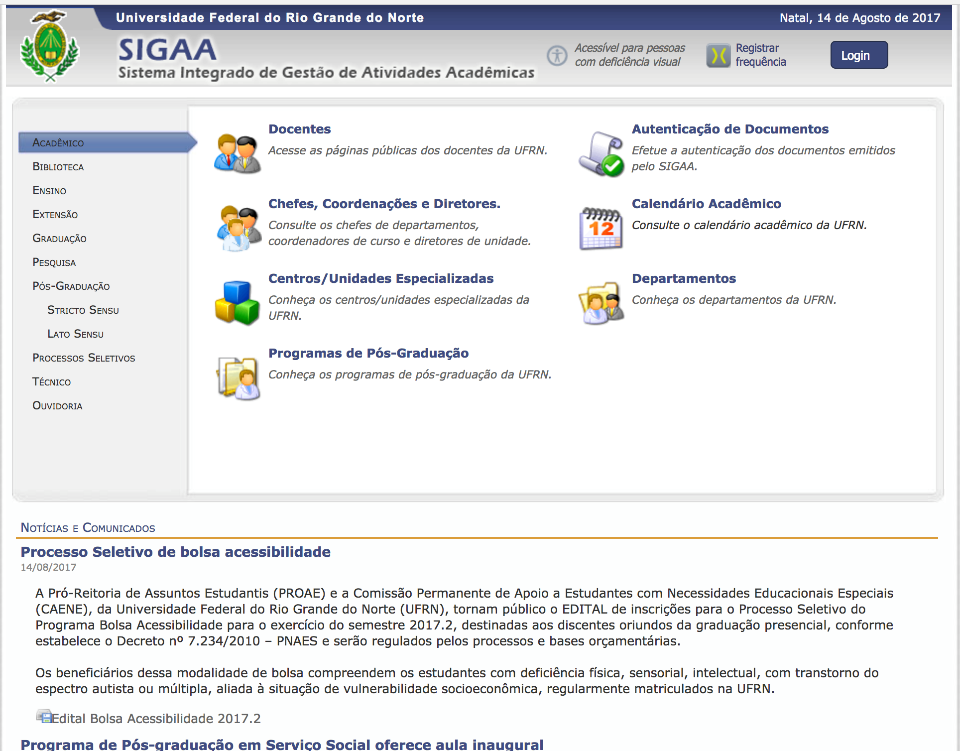 Universidade Federal do Rio Grande do Norte
Natal, 14 de Agosto de 2017
SIGAA
Sistema Integrado de Gestão de Atividades Acadêmicas
Acessível para pessoas
com deficiência visual
Registrar
frequência
Login
Acadêmico
Biblioteca
Ensino
Extensão
Graduação
Pesquisa
Pós-Graduação
Stricto Sensu
Lato Sensu
Processos Seletivos
Técnico
Ouvidoria
Docentes
Acesse as páginas públicas dos docentes da UFRN.
Autenticação de Documentos
Efetue a autenticação dos documentos emitidos
pelo SIGAA.
Chefes, Coordenações e Diretores.
Consulte os chefes de departamentos,
coordenadores de curso e diretores de unidade.
12
Calendário Acadêmico
Consulte o calendário acadêmico da UFRN.
Centros/Unidades Especializadas
Conheça os centros/unidades especializadas da
UFRN.
Departamentos
Conheça os departamentos da UFRN.
Programas de Pós-Graduação
Conheça os programas de pós-graduação da UFRN.
Notícias e Comunicados
Processo Seletivo de bolsa acessibilidade
14/08/2017
A Pró-Reitoria de Assuntos Estudantis (PROAE) e a Comissão Permanente de Apoio a Estudantes com Necessidades Educacionais Especiais
(CAENE), da Universidade Federal do Rio Grande do Norte (UFRN), tornam público o EDITAL de inscrições para o Processo Seletivo do
Programa Bolsa Acessibilidade para o exercício do semestre 2017.2, destinadas aos discentes oriundos da graduação presencial, conforme
estabelece o Decreto nº 7.234/2010 – PNAES e serão regulados pelos processos e bases orçamentárias.
Os beneficiários dessa modalidade de bolsa compreendem os estudantes com deficiência física, sensorial, intelectual, com transtorno do
espectro autista ou múltipla, aliada à situação de vulnerabilidade socioeconômica, regularmente matriculados na UFRN.
Edital Bolsa Acessibilidade 2017.2
Programa de Pós-graduação em Serviço Social oferece aula inaugural